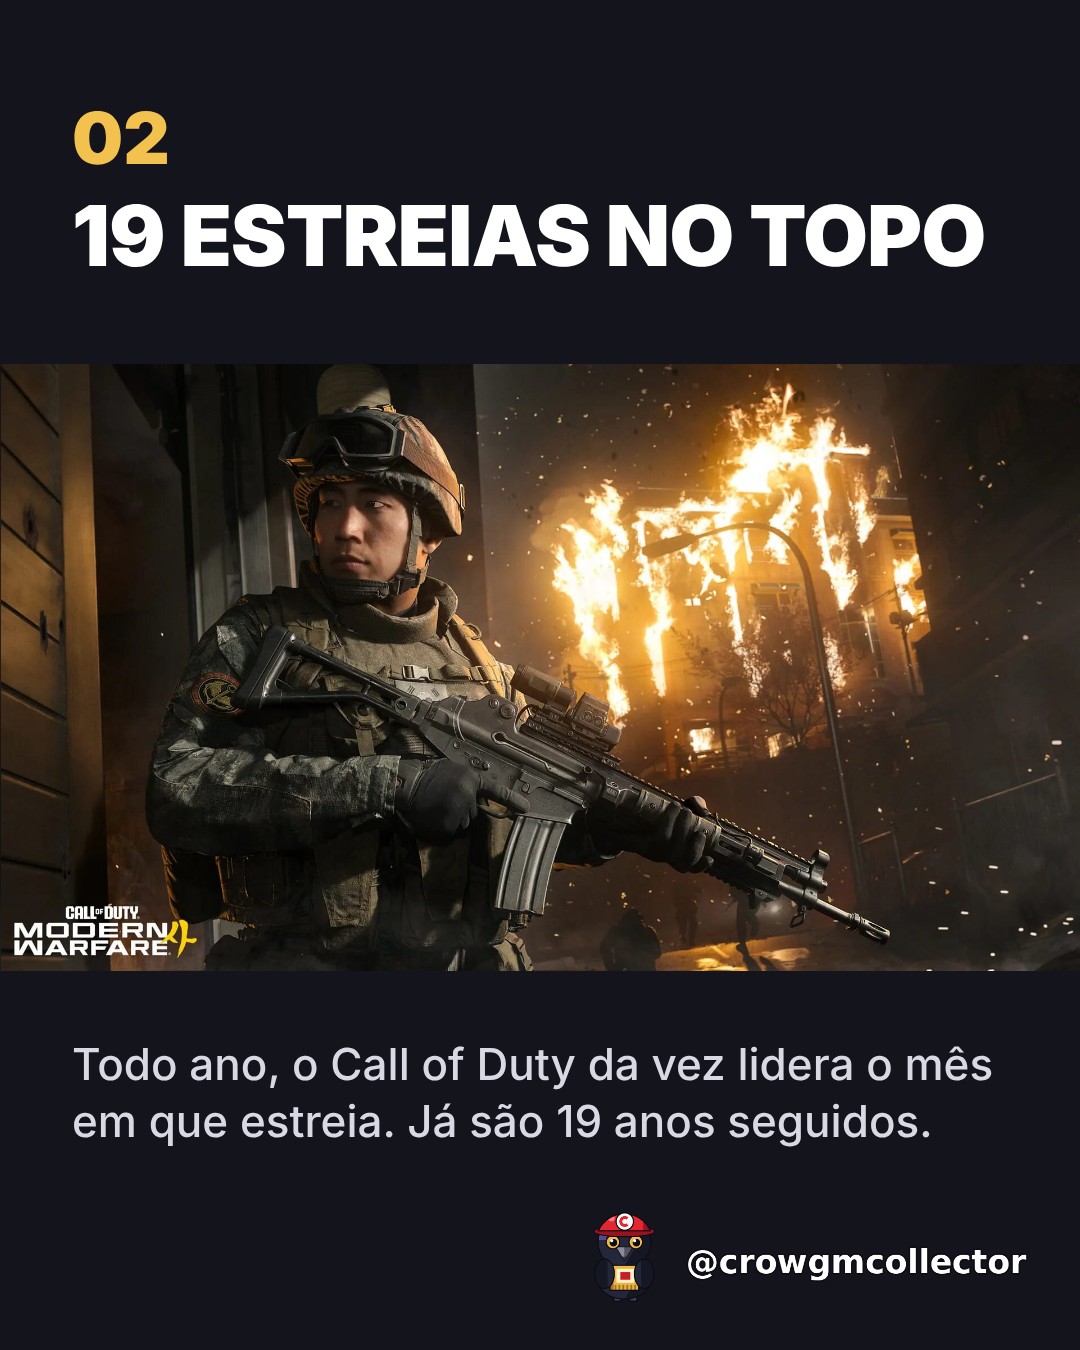 02
19 ESTREIAS NO TOPO
CALL OF DUTY
MODERN
WARFARE
Todo ano, o Call of Duty da vez lidera o mês
em que estreia. Já são 19 anos seguidos.
C
@crowgmcollector